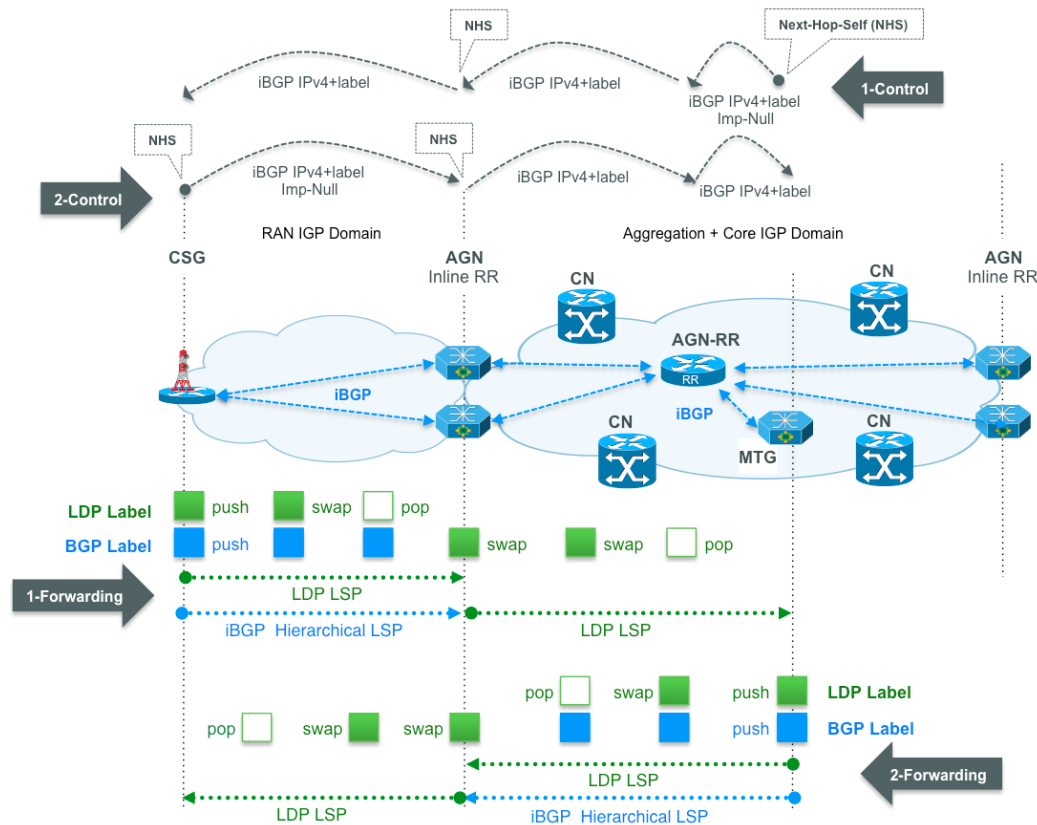 NHS
Next-Hop-Self (NHS)
iBGP IPv4+label
iBGP IPv4+label
iBGP IPv4+label
Imp-Null
1-Control
NHS
NHS
iBGP IPv4+label
Imp-Null
iBGP IPv4+label
iBGP IPv4+label
2-Control
RAN IGP Domain
Aggregation + Core IGP Domain
CSG
AGN
Inline RR
CN
CN
AGN
Inline RR
AGN-RR
RR
iBGP
iBGP
CN
MTG
CN
LDP Label
push
swap
pop
BGP Label
push
swap
swap
pop
1-Forwarding
LDP LSP
iBGP Hierarchical LSP
LDP LSP
pop
swap
push
LDP Label
pop
swap
swap
push
BGP Label
LDP LSP
2-Forwarding
LDP LSP
iBGP Hierarchical LSP